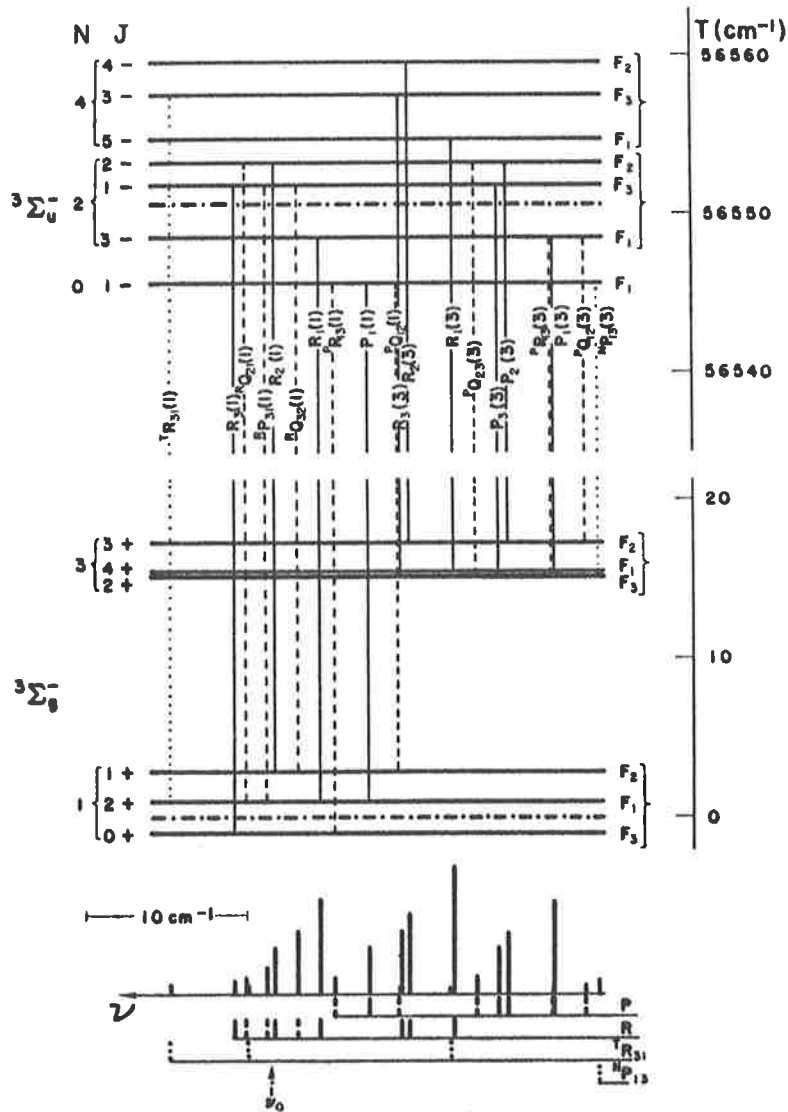 N J T (cm⁻¹)
4 { 4 − F₂ } 56560
3 − F₃
5 − F₁
³Σᵤ⁻ 2 { 2 − F₂ }
1 − F₃ 56550
3 − F₁
0 1 − F₁
ᵀR₃₁(1) R₃(1) ᴿQ₂₁(1) ᴿP₃₁(1) R₂(1) ᴿQ₃₂(1) R₁(1) ᴾR₁₃(1) P₁(1) ᴾQ₁₂(1) R₃(3) R₂(3) R₁(3) ᴾQ₂₃(3) P₃(3) P₂(3) ᴾR₁₃(3) P₁(3) ᴾQ₁₂(3) ᴺP₁₃(3)
56540
20
3 { 3 + F₂ }
4 + F₁
2 + F₃
10
³Σg⁻
1 { 1 + F₂ }
2 + F₁ 0
0 + F₃
10 cm⁻¹
ν P
R
ᵀR₃₁
ᴺP₁₃
ν₀